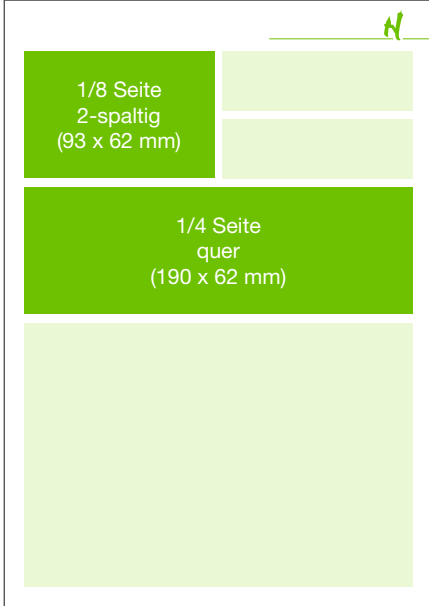 N
1/8 Seite
2-spaltig
(93 x 62 mm)
1/4 Seite
quer
(190 x 62 mm)